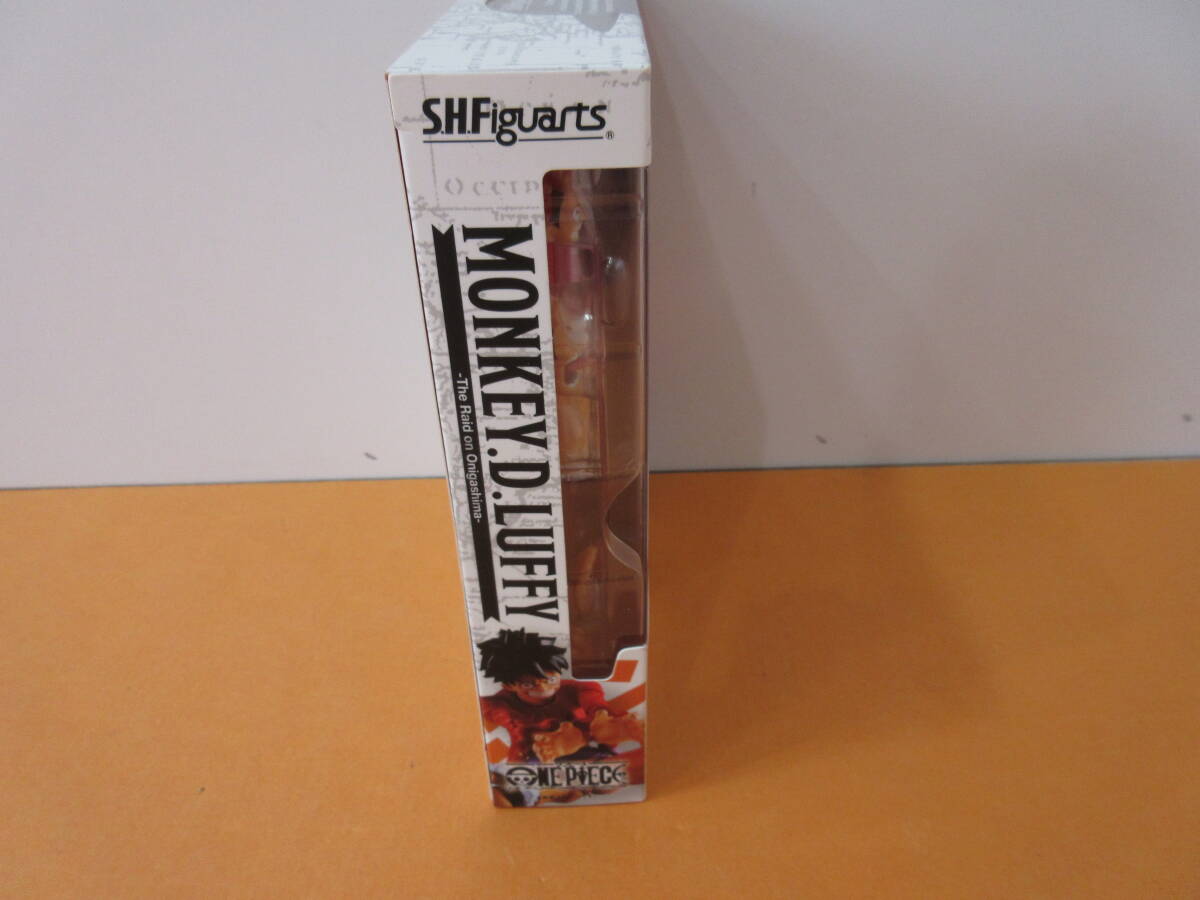 S.H.Figuarts®
MONKEY.D.LUFFY
-The Raid on Onigashima-
ONE PIECE